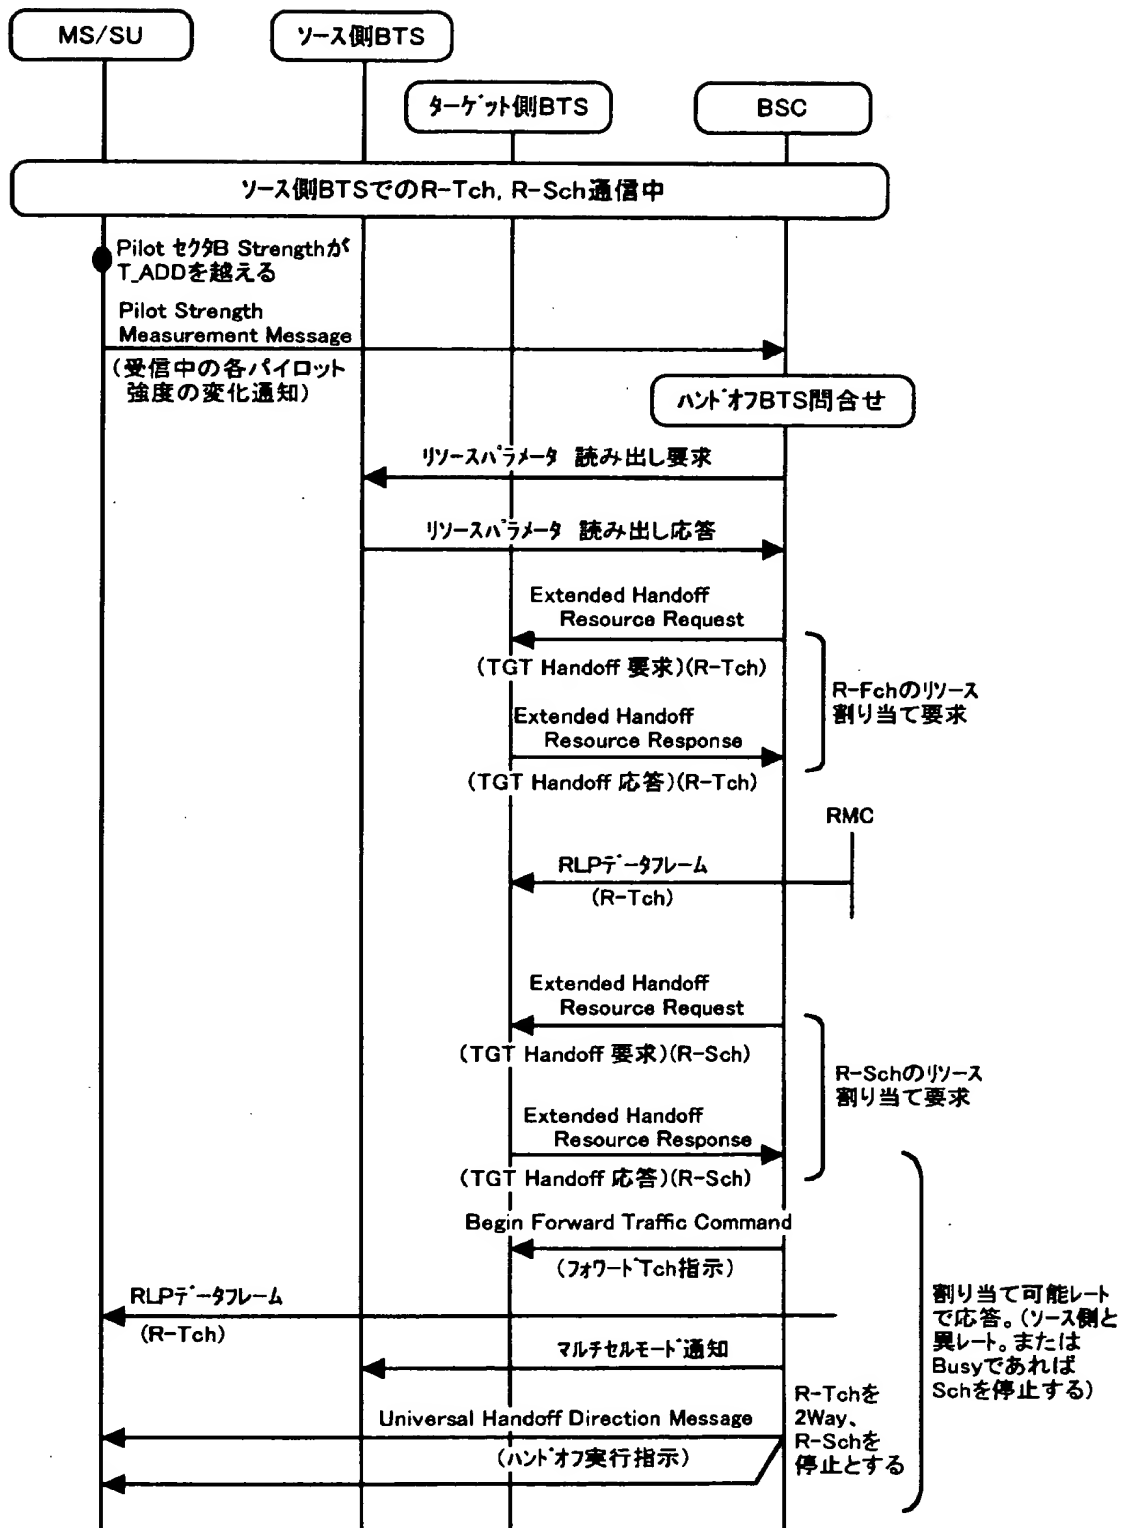 MS/SU
ソース側BTS
ターゲット側BTS
BSC
ソース側BTSでのR-Tch, R-Sch通信中
Pilot セクタB Strengthが
T_ADDを越える
Pilot Strength
Measurement Message
(受信中の各パイロット
強度の変化通知)
ハンドオフBTS問合せ
リソースパラメータ 読み出し要求
リソースパラメータ 読み出し応答
Extended Handoff
Resource Request
(TGT Handoff 要求)(R-Tch)
R-Fchのリソース
割り当て要求
Extended Handoff
Resource Response
(TGT Handoff 応答)(R-Tch)
RMC
RLPデータフレーム
(R-Tch)
Extended Handoff
Resource Request
(TGT Handoff 要求)(R-Sch)
R-Schのリソース
割り当て要求
Extended Handoff
Resource Response
(TGT Handoff 応答)(R-Sch)
Begin Forward Traffic Command
(フォワードTch指示)
RLPデータフレーム
(R-Tch)
割り当て可能レート
で応答。(ソース側と
異レート。または
Busyであれば
Schを停止する)
マルチセルモード通知
R-Tchを
2Way、
R-Schを
停止とする
Universal Handoff Direction Message
(ハンドオフ実行指示)